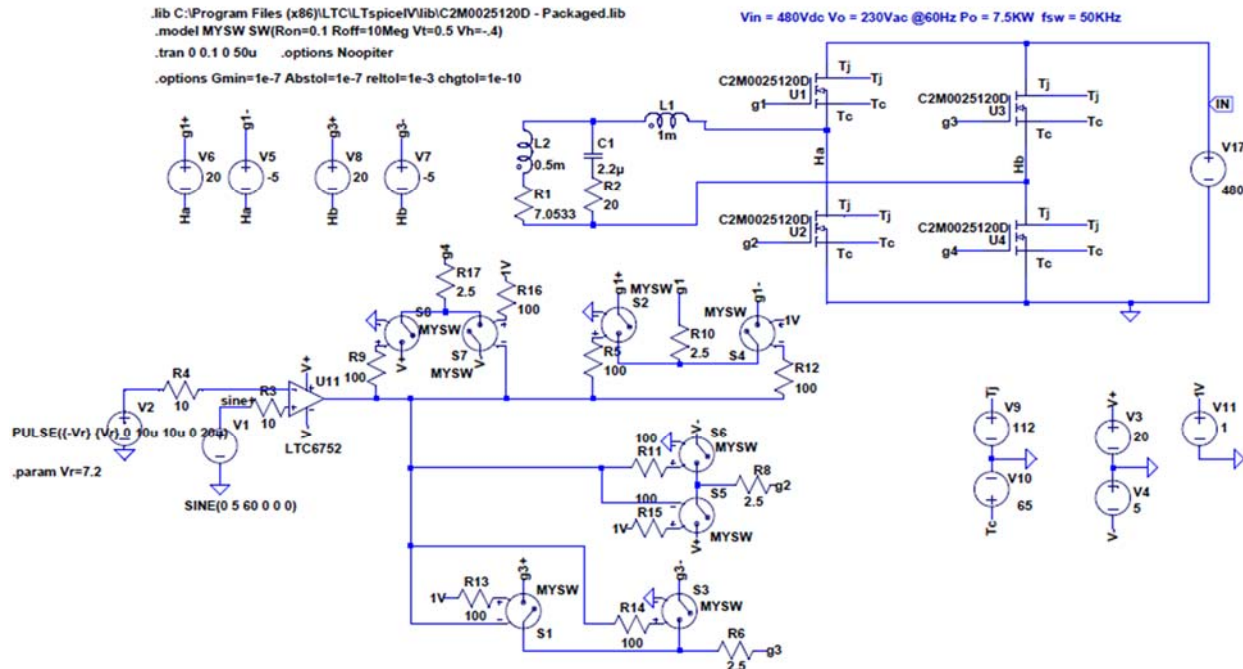 .lib C:\Program Files (x86)\LTC\LTspiceIV\lib\C2M0025120D - Packaged.lib
.model MYSW SW(Ron=0.1 Roff=10Meg Vt=0.5 Vh=-.4)
.tran 0 0.1 0 50u .options Noopiter
.options Gmin=1e-7 Abstol=1e-7 reltol=1e-3 chgtol=1e-10
Vin = 480Vdc Vo = 230Vac @60Hz Po = 7.5KW fsw = 50KHz
g1+
V6
20
Ha
g1-
V5
-5
Ha
g3+
V8
20
Hb
g3-
V7
-5
Hb
L2
0.5m
R1
7.0533
C1
2.2µ
R2
20
L1
1m
C2M0025120D
Tj
Tj
g1
U1
Tc
Ha
C2M0025120D
Tj
Tj
g3
U3
Tc
Tc
Hb
C2M0025120D
Tj
Tj
g2
U2
Tc
Tc
C2M0025120D
Tj
Tj
g4
U4
Tc
Tc
IN
V17
480
g4
R17
2.5
1V
R16
100
MYSW
S7
MYSW
V+
V-
R9
100
g1+
MYSW
S2
R5
100
g1
R10
2.5
g1-
MYSW
1V
S4
R12
100
R4
10
V2
PULSE({-Vr} {Vr} 0 10u 10u 0 20u)
.param Vr=7.2
sine+
R3
10
V1
SINE(0 5 60 0 0 0)
V+
U11
V-
LTC6752
V-
S6
MYSW
100
R11
S5
R8
2.5
g2
100
R15
1V
MYSW
V+
g3+
MYSW
R13
1V
100
S1
g3-
S3
MYSW
R14
100
R6
2.5
g3
Tj
V9
112
V10
65
Tc
V+
V3
20
V4
5
V-
1V
V11
1